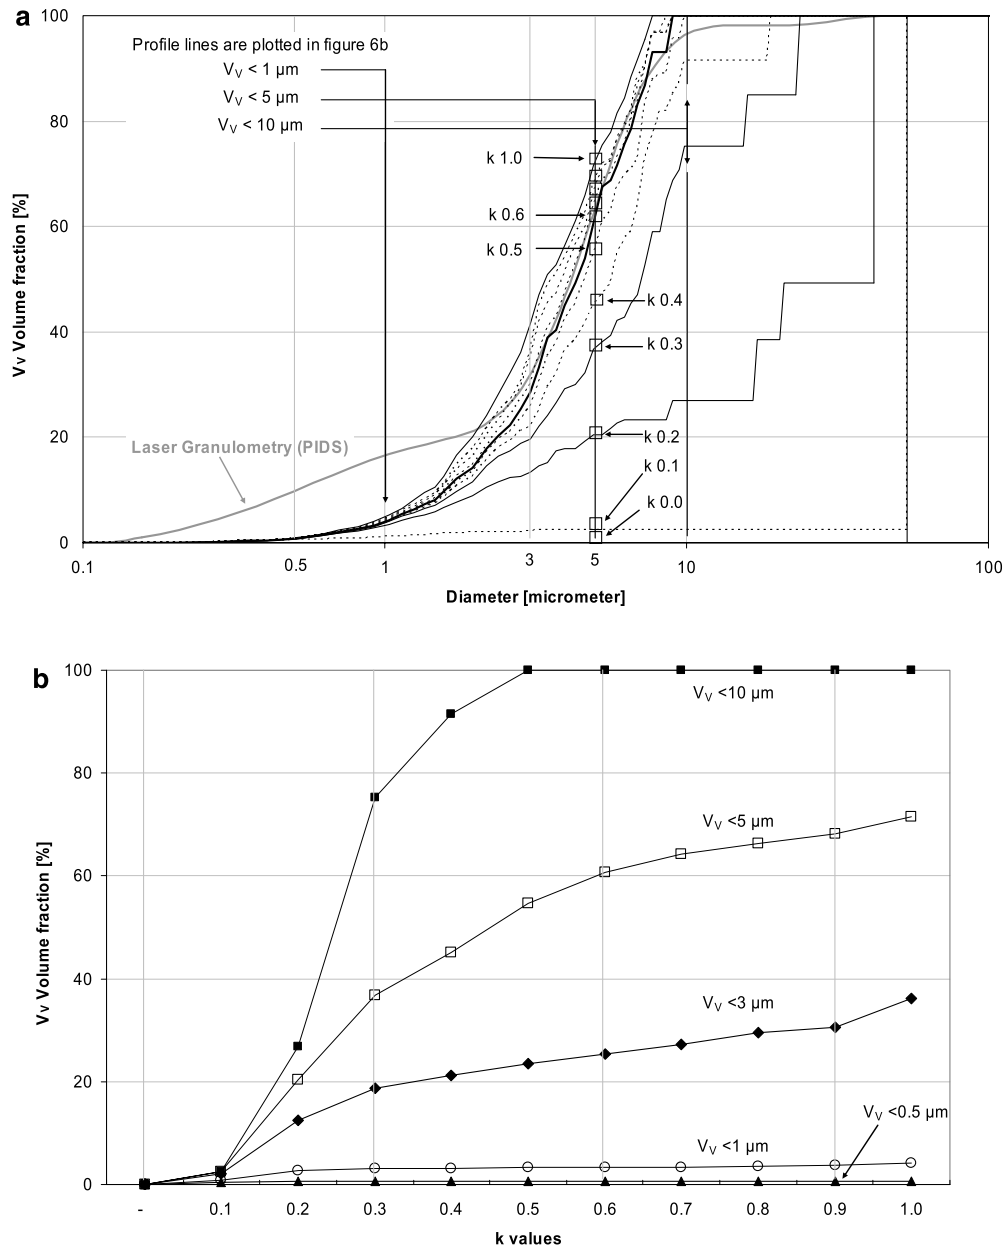 a
100
80
60
40
20
0
Vv Volume fraction [%]
Profile lines are plotted in figure 6b
VV < 1 µm
VV < 5 µm
VV < 10 µm
k 1.0
k 0.6
k 0.5
k 0.4
k 0.3
k 0.2
k 0.1
k 0.0
Laser Granulometry (PIDS)
0.1 0.5 1 3 5 10 100
Diameter [micrometer]
b
100
80
60
40
20
0
Vv Volume fraction [%]
VV <10 µm
VV <5 µm
VV <3 µm
VV <0.5 µm
VV <1 µm
- 0.1 0.2 0.3 0.4 0.5 0.6 0.7 0.8 0.9 1.0
k values